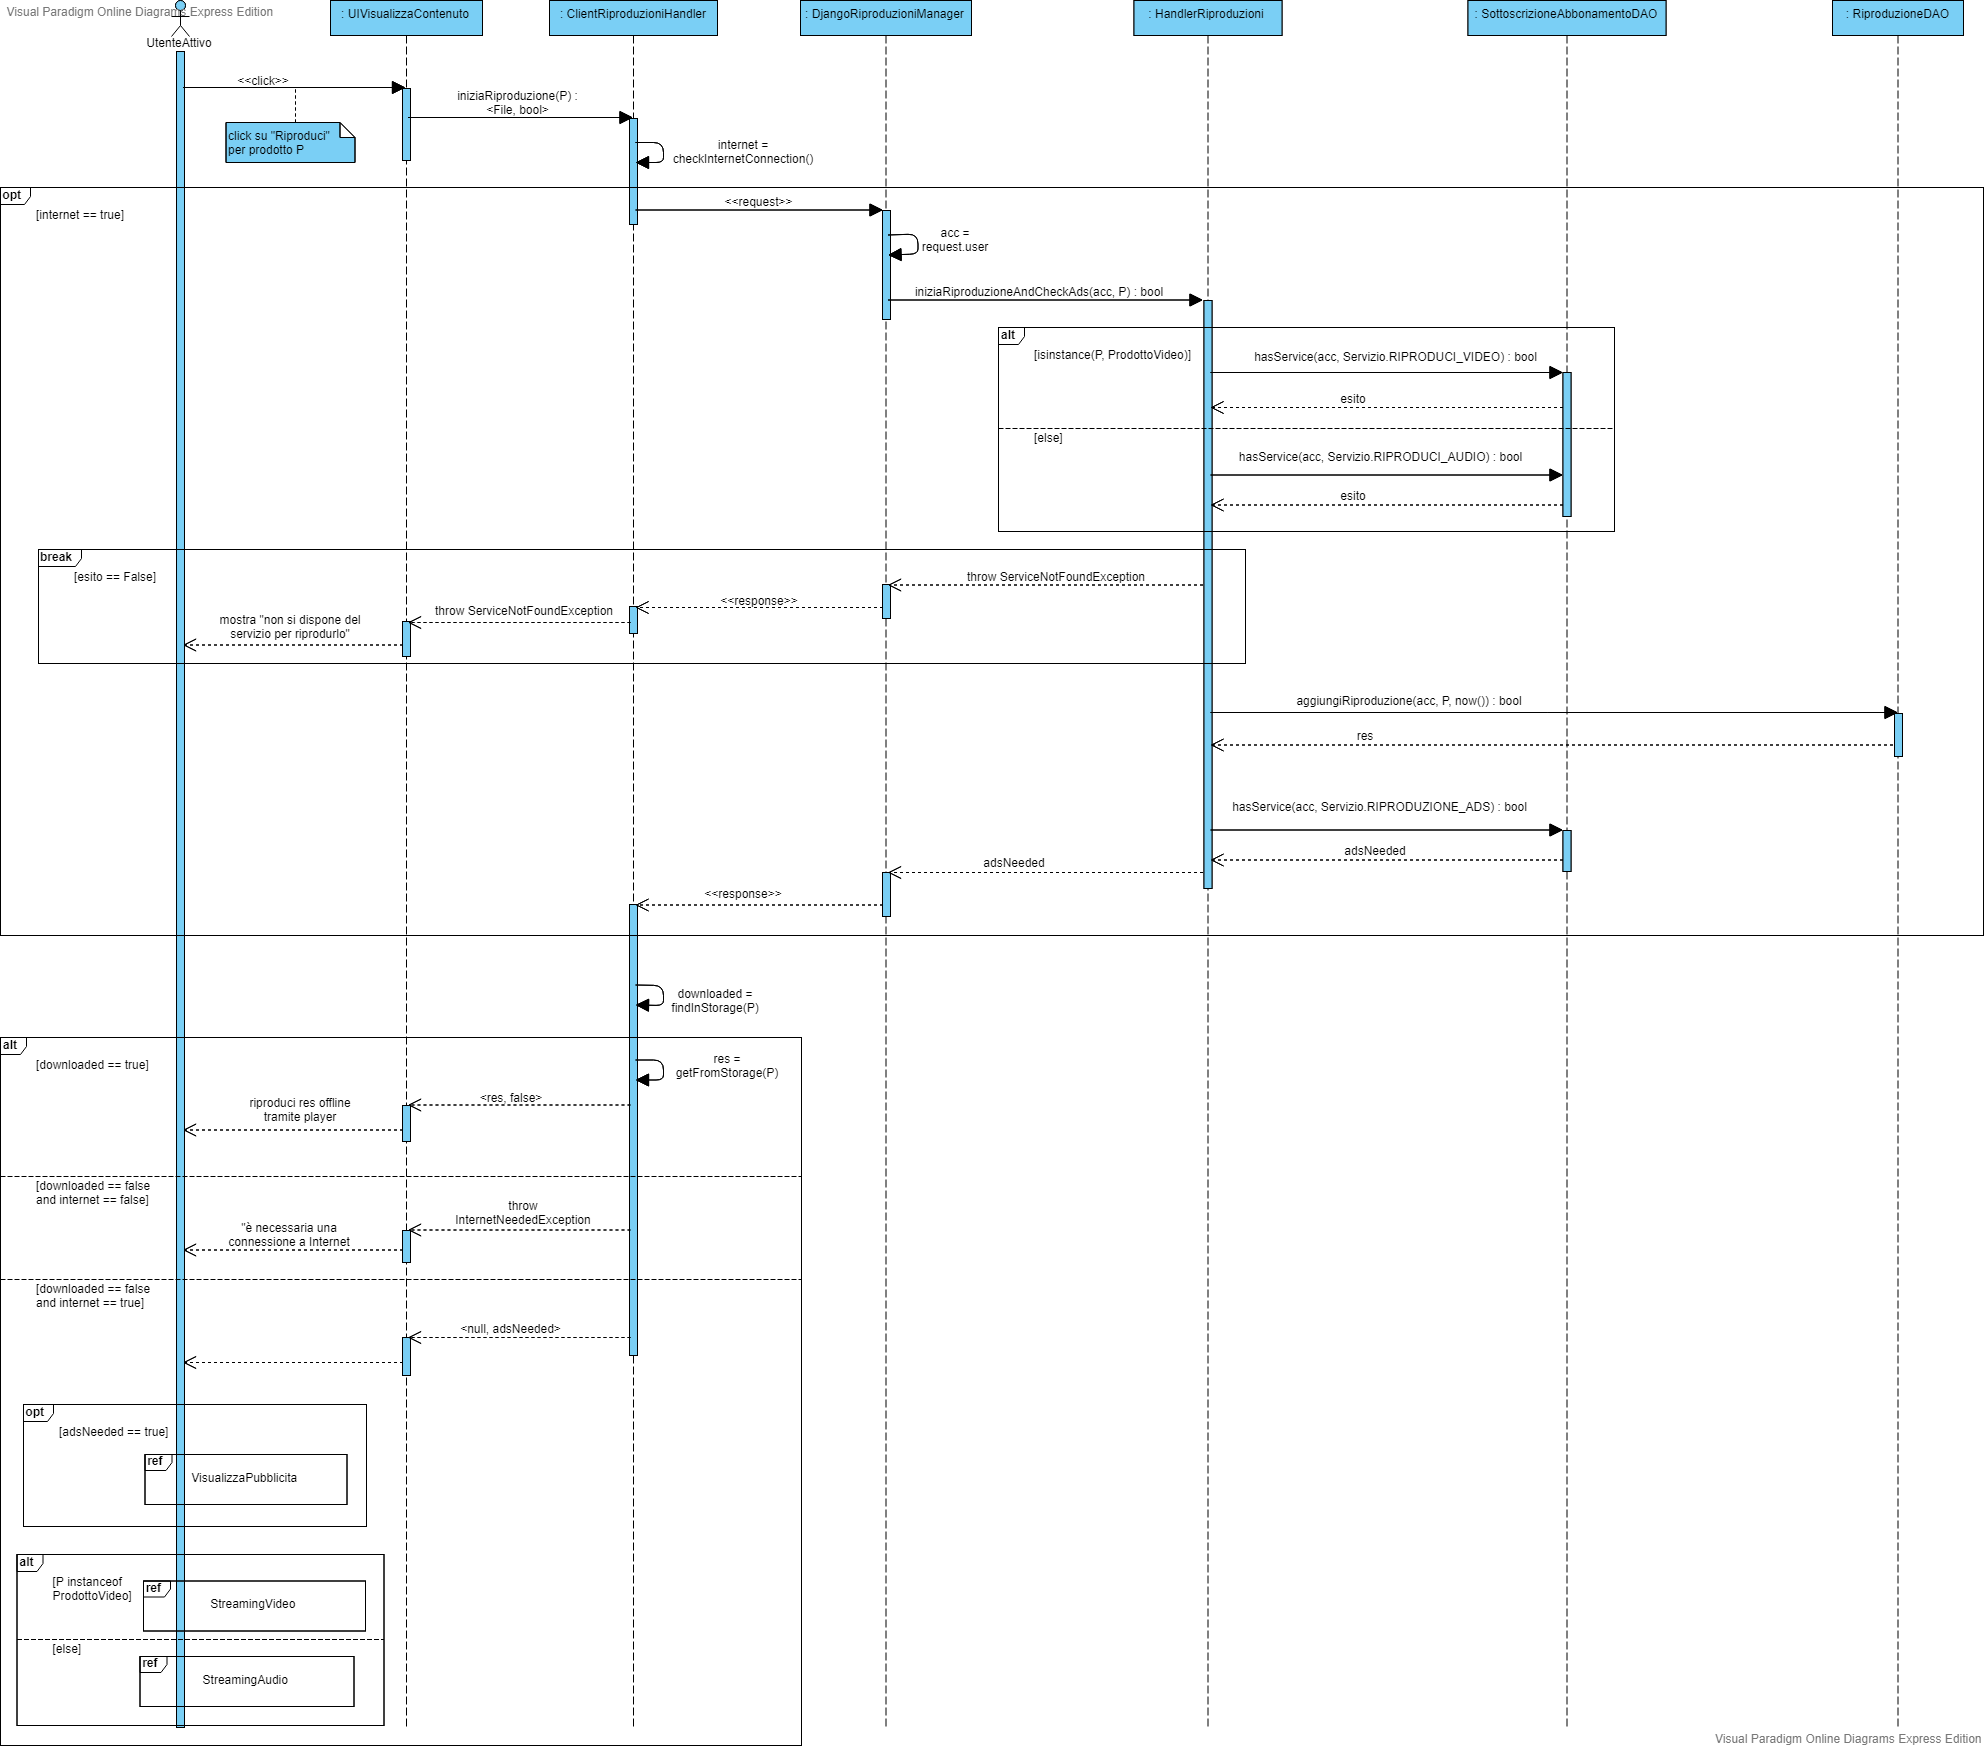 Visual Paradigm Online Diagrams Express Edition
UtenteAttivo
: UIVisualizzaContenuto
: ClientRiproduzioniHandler
: DjangoRiproduzioniManager
: HandlerRiproduzioni
: SottoscrizioneAbbonamentoDAO
: RiproduzioneDAO
<<click>>
click su "Riproduci"
per prodotto P
iniziaRiproduzione(P) :
<File, bool>
internet =
checkInternetConnection()
opt
[internet == true]
<<request>>
acc =
request.user
iniziaRiproduzioneAndCheckAds(acc, P) : bool
alt
[isinstance(P, ProdottoVideo)]
hasService(acc, Servizio.RIPRODUCI_VIDEO) : bool
esito
[else]
hasService(acc, Servizio.RIPRODUCI_AUDIO) : bool
esito
break
[esito == False]
throw ServiceNotFoundException
<<response>>
throw ServiceNotFoundException
mostra "non si dispone del
servizio per riprodurlo"
aggiungiRiproduzione(acc, P, now()) : bool
res
hasService(acc, Servizio.RIPRODUZIONE_ADS) : bool
adsNeeded
adsNeeded
<<response>>
downloaded =
findInStorage(P)
alt
[downloaded == true]
res =
getFromStorage(P)
<res, false>
riproduci res offline
tramite player
[downloaded == false
and internet == false]
throw
InternetNeededException
"è necessaria una
connessione a Internet
[downloaded == false
and internet == true]
<null, adsNeeded>
opt
[adsNeeded == true]
ref
VisualizzaPubblicita
alt
[P instanceof
ProdottoVideo]
ref
StreamingVideo
[else]
ref
StreamingAudio
Visual Paradigm Online Diagrams Express Edition